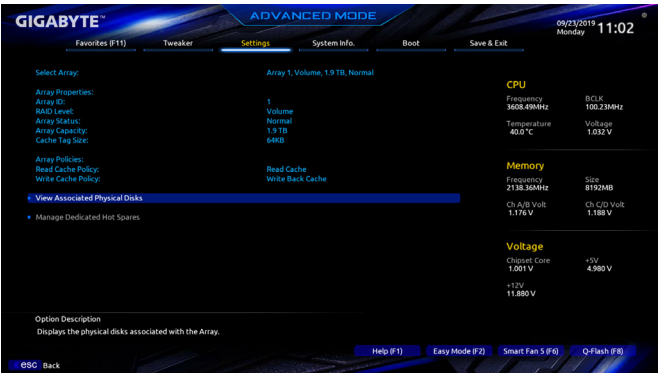 GIGABYTE™
ADVANCED MODE
09/23/2019 Monday 11:02
Favorites (F11) Tweaker Settings System Info. Boot Save & Exit
Select Array: Array 1, Volume, 1.9 TB, Normal
Array Properties:
Array ID: 1
RAID Level: Volume
Array Status: Normal
Array Capacity: 1.9 TB
Cache Tag Size: 64KB
Array Policies:
Read Cache Policy: Read Cache
Write Cache Policy: Write Back Cache
View Associated Physical Disks
Manage Dedicated Hot Spares
CPU
Frequency BCLK
3608.49MHz 100.23MHz
Temperature Voltage
40.0 °C 1.032 V
Memory
Frequency Size
2138.36MHz 8192MB
Ch A/B Volt Ch C/D Volt
1.176 V 1.188 V
Voltage
Chipset Core +5V
1.001 V 4.980 V
+12V
11.880 V
Option Description
Displays the physical disks associated with the Array.
Help (F1) Easy Mode (F2) Smart Fan 5 (F6) Q-Flash (F8)
esc Back